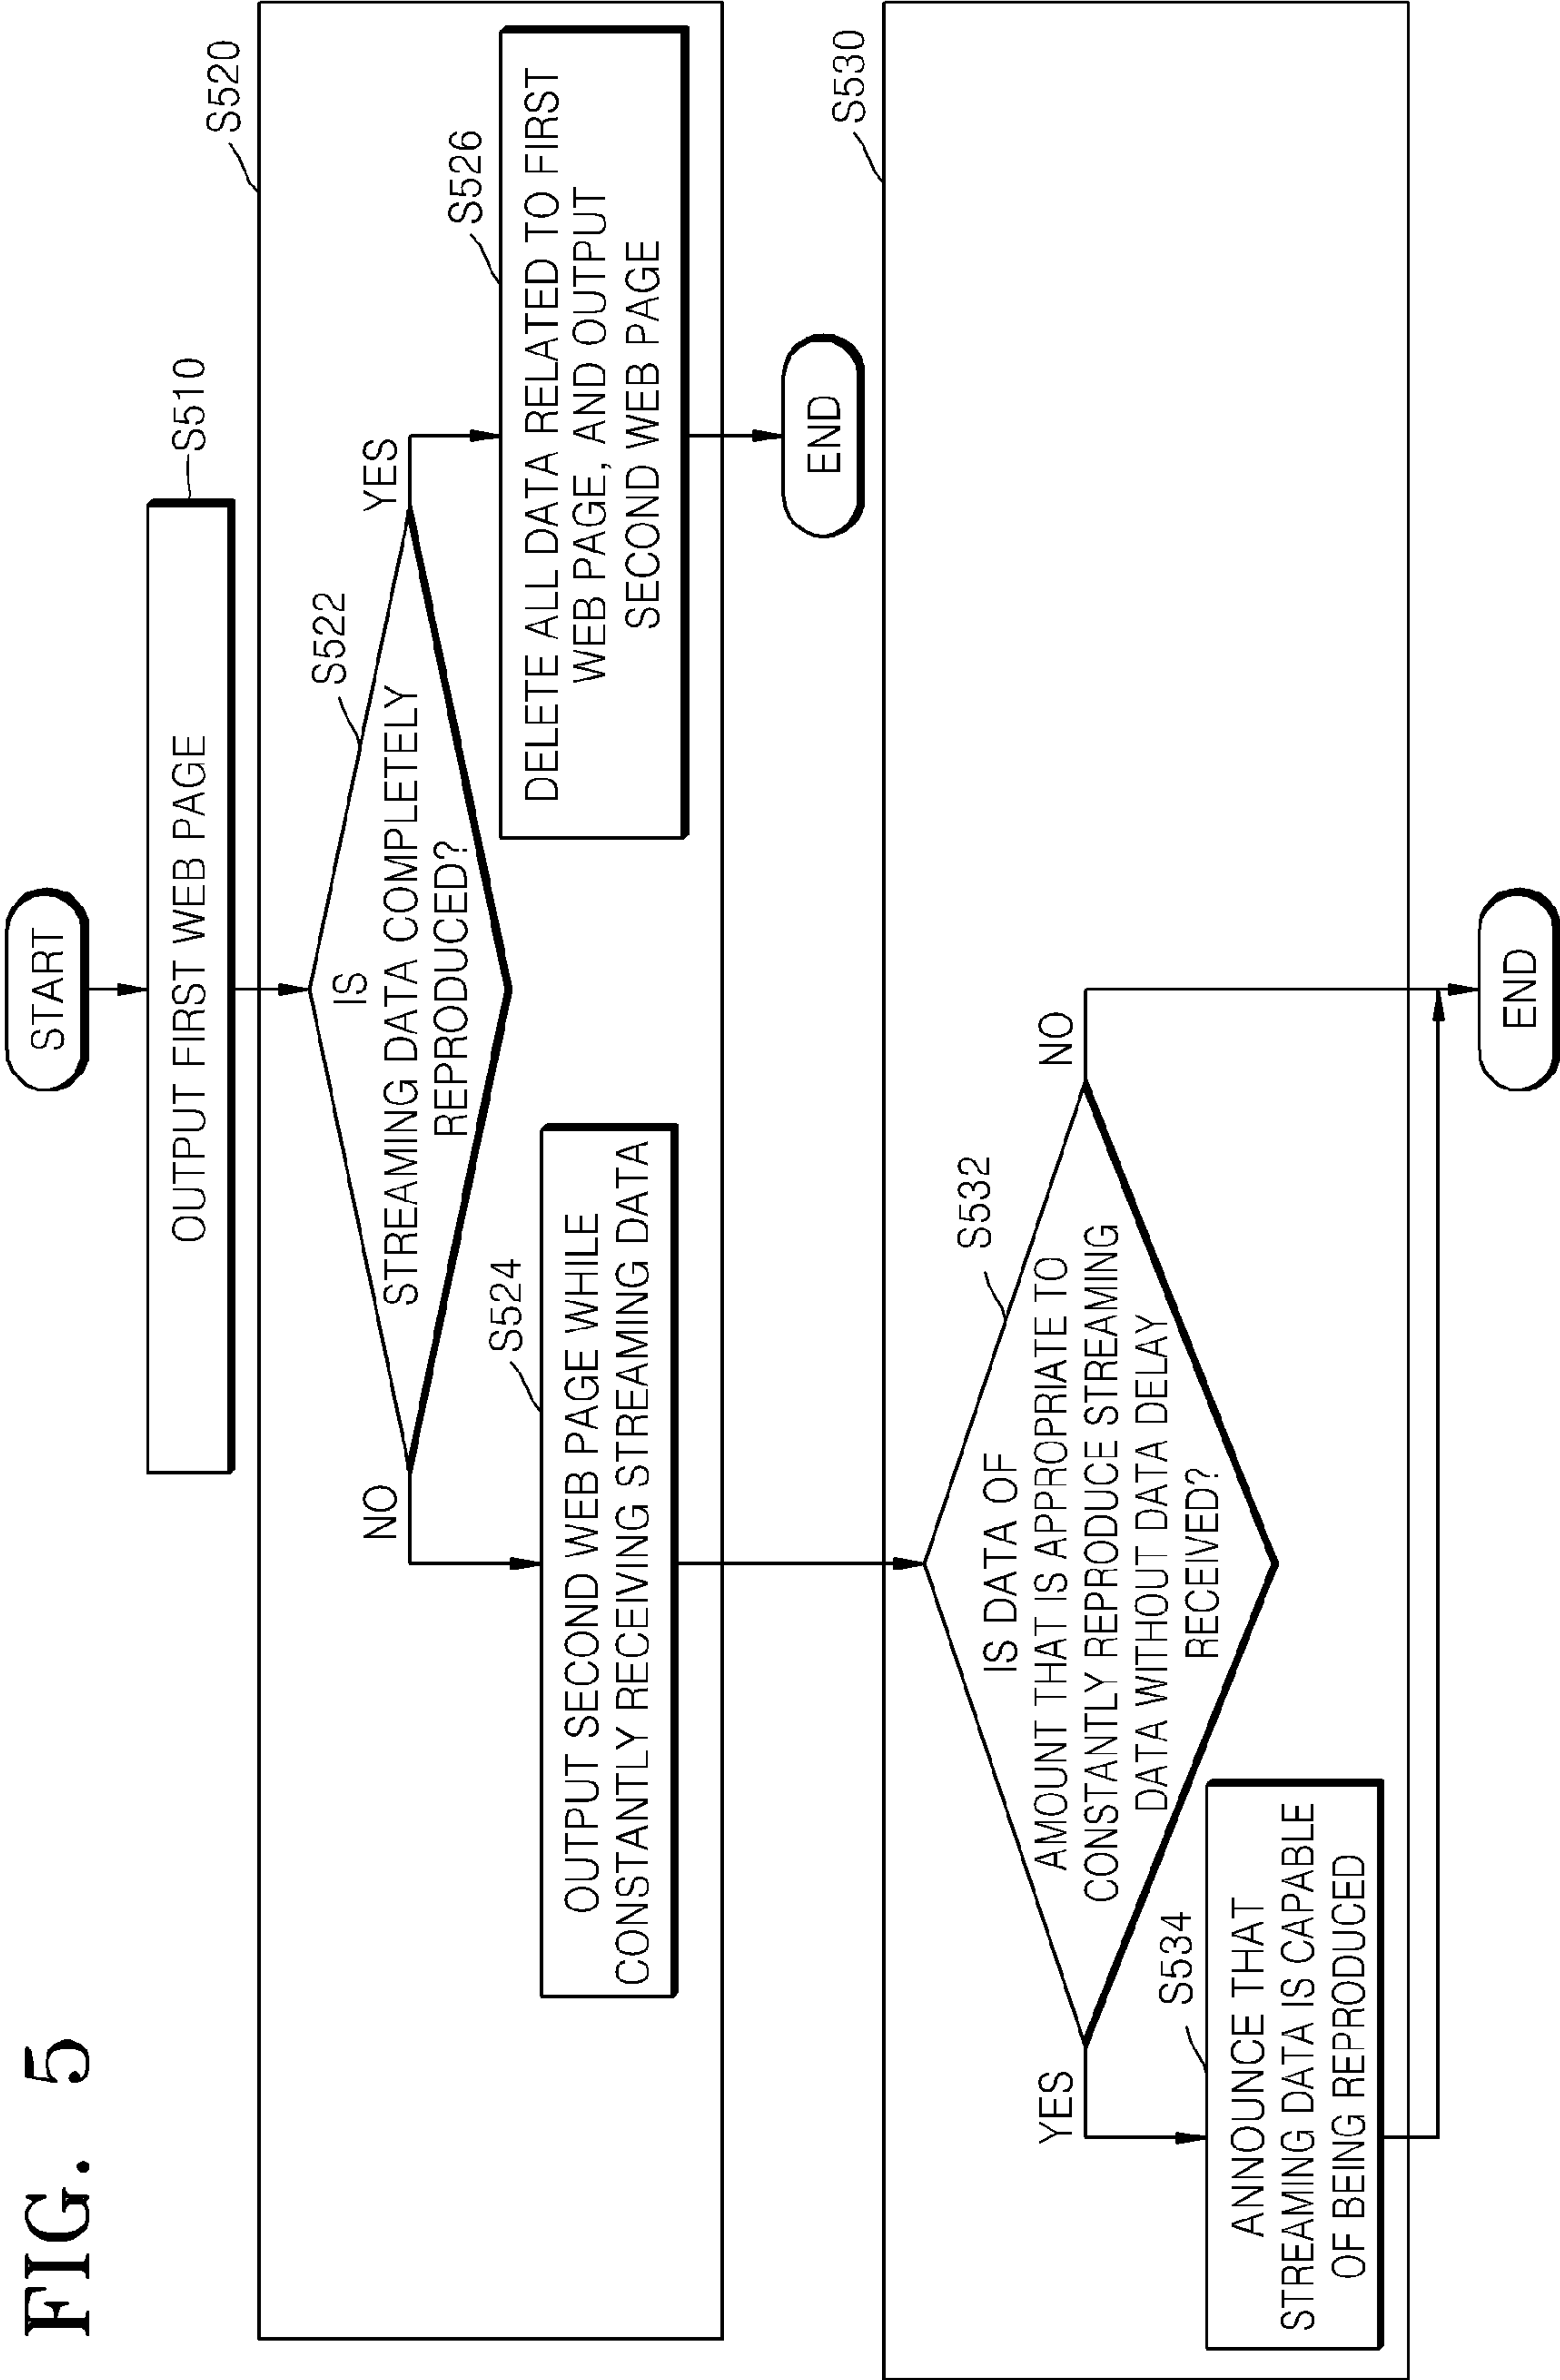 FIG. 5
START
OUTPUT FIRST WEB PAGE
S510
S520
IS
STREAMING DATA COMPLETELY
REPRODUCED?
S522
NO
YES
S524
OUTPUT SECOND WEB PAGE WHILE
CONSTANTLY RECEIVING STREAMING DATA
S526
DELETE ALL DATA RELATED TO FIRST
WEB PAGE, AND OUTPUT
SECOND WEB PAGE
END
S530
S532
IS DATA OF
AMOUNT THAT IS APPROPRIATE TO
CONSTANTLY REPRODUCE STREAMING
DATA WITHOUT DATA DELAY
RECEIVED?
YES
NO
S534
ANNOUNCE THAT
STREAMING DATA IS CAPABLE
OF BEING REPRODUCED
END